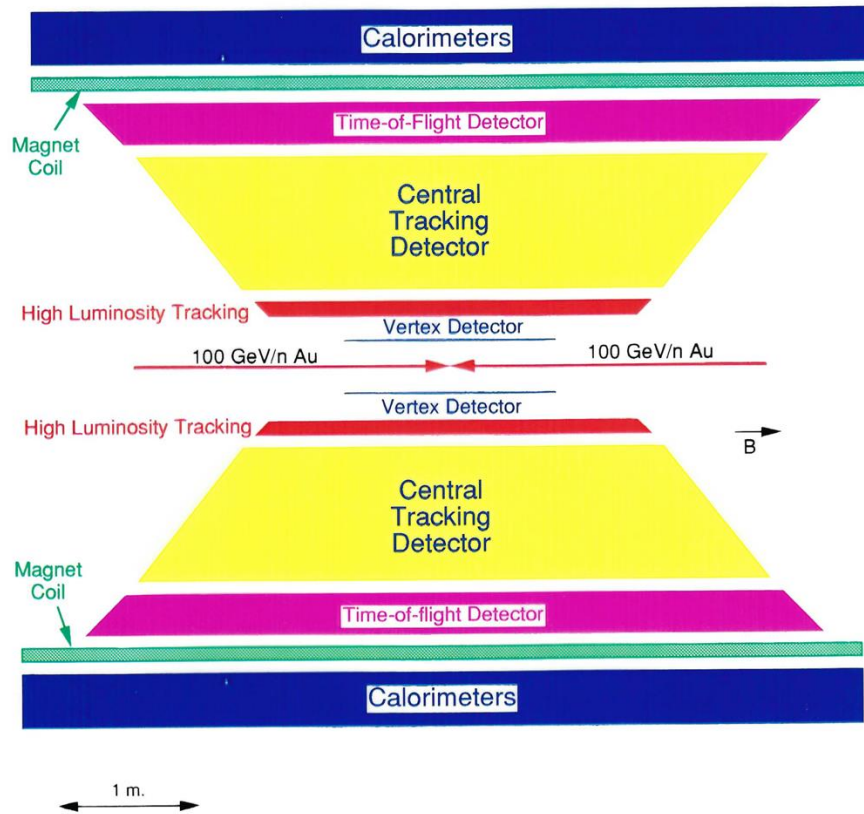 Calorimeters
Magnet
Coil
Time-of-Flight Detector
Central
Tracking
Detector
High Luminosity Tracking
Vertex Detector
100 GeV/n Au
100 GeV/n Au
Vertex Detector
High Luminosity Tracking
B
Central
Tracking
Detector
Magnet
Coil
Time-of-flight Detector
Calorimeters
1 m.